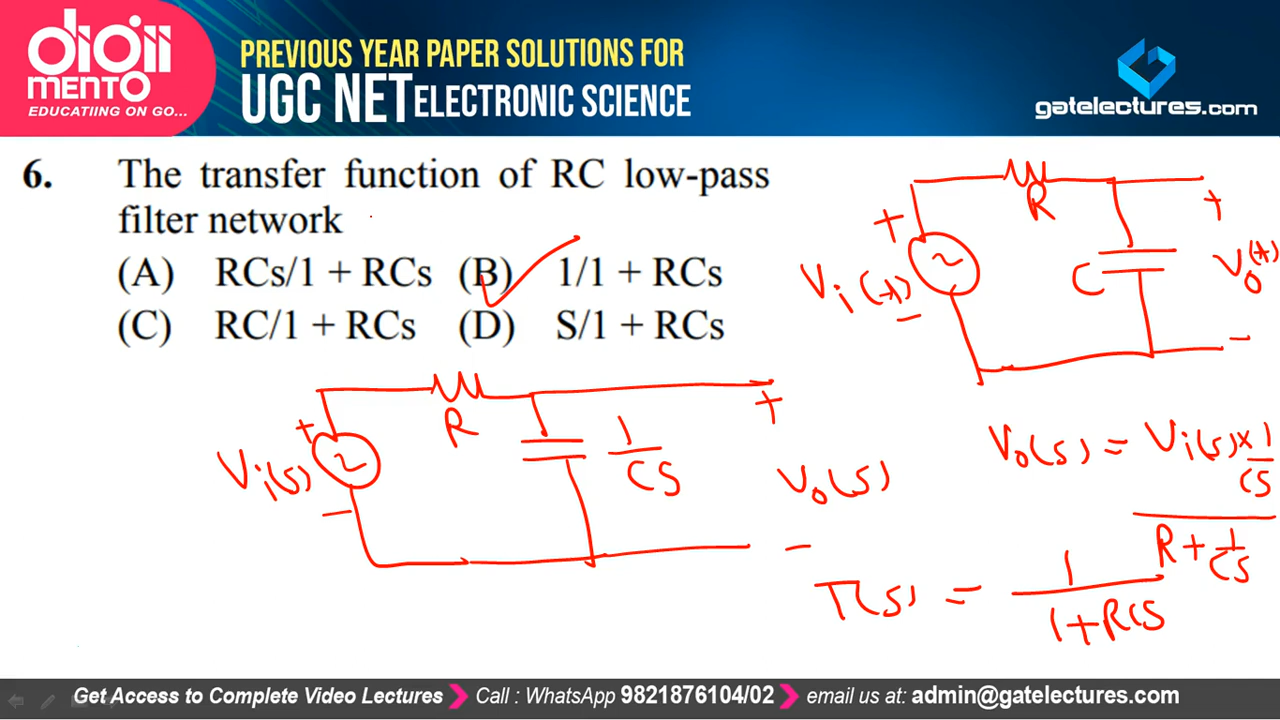 digii
MENTO
EDUCATIING ON GO...
PREVIOUS YEAR PAPER SOLUTIONS FOR
UGC NET ELECTRONIC SCIENCE
gatelectures.com
6. The transfer function of RC low-pass
filter network
(A) RCs/1 + RCs (B) 1/1 + RCs
(C) RC/1 + RCs (D) S/1 + RCs
+ R +
Vi(t) C Vo(t)
- -
+ R +
Vi(s) 1/CS Vo(s)
- -
Vo(s) = Vi(s) × 1/CS
R + 1/CS
T(s) = 1/1+RCS
Get Access to Complete Video Lectures Call : WhatsApp 9821876104/02 email us at: admin@gatelectures.com